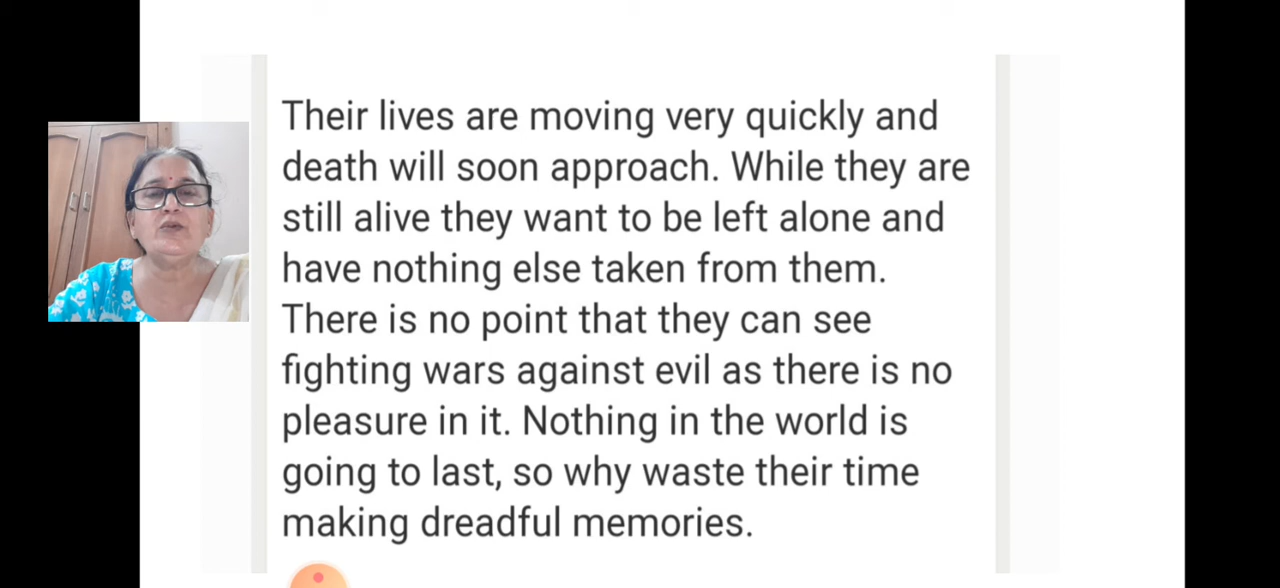 Their lives are moving very quickly and
death will soon approach. While they are
still alive they want to be left alone and
have nothing else taken from them.
There is no point that they can see
fighting wars against evil as there is no
pleasure in it. Nothing in the world is
going to last, so why waste their time
making dreadful memories.